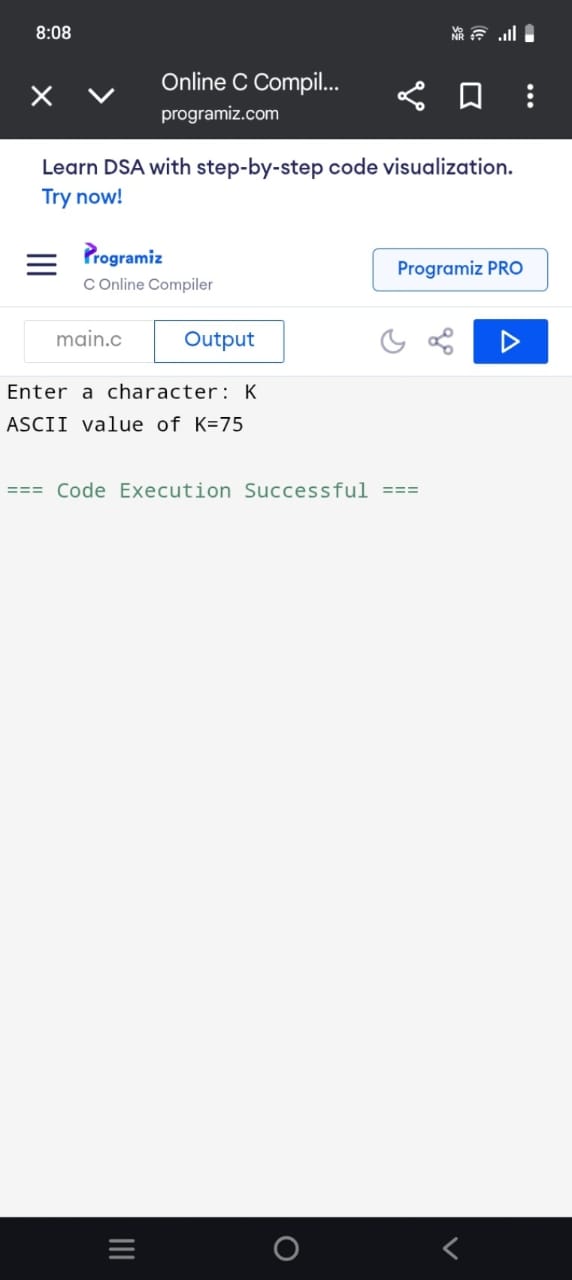 8:08
Vo
NR
Online C Compil...
programiz.com
Learn DSA with step-by-step code visualization.
Try now!
Programiz
C Online Compiler
Programiz PRO
main.c
Output
Enter a character: K
ASCII value of K=75
=== Code Execution Successful ===